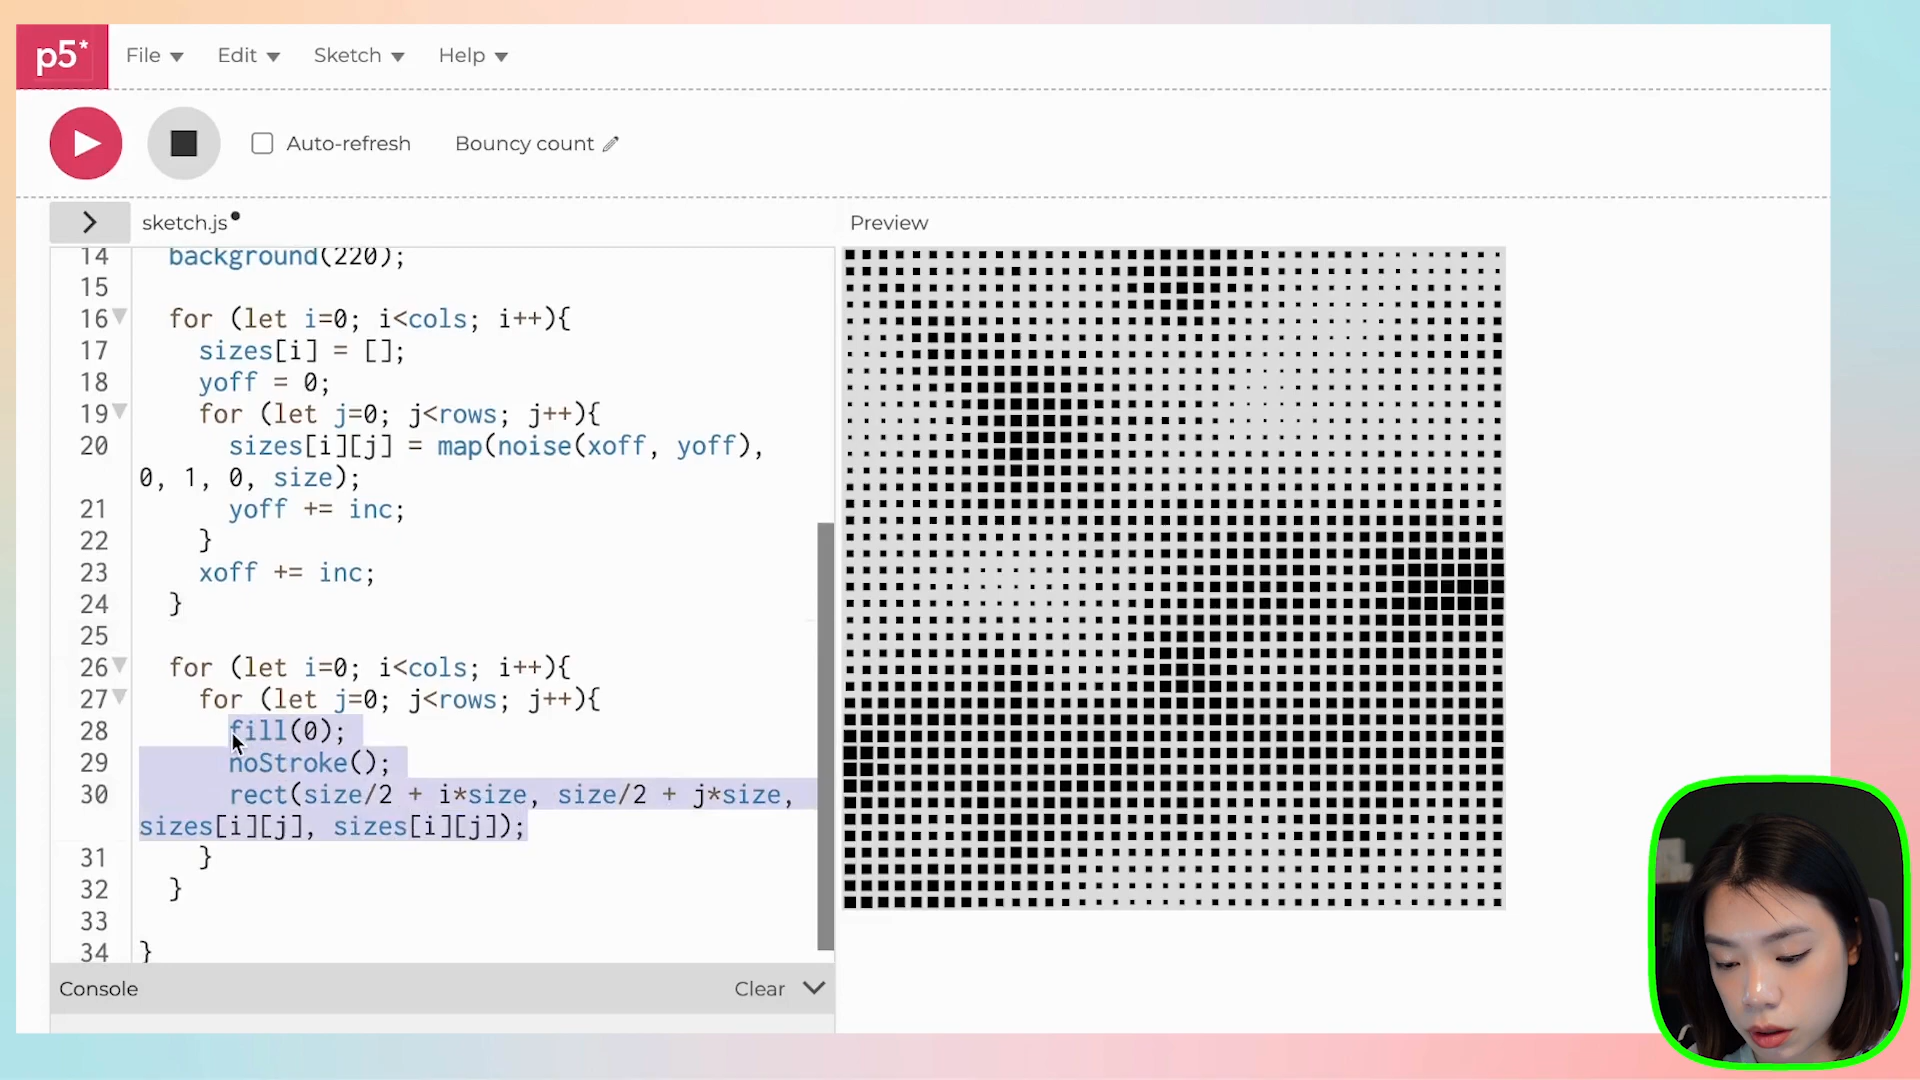 p5* File Edit Sketch Help
Auto-refresh Bouncy count
sketch.js Preview
14 background(220);
15
16 for (let i=0; i<cols; i++){
17 sizes[i] = [];
18 yoff = 0;
19 for (let j=0; j<rows; j++){
20 sizes[i][j] = map(noise(xoff, yoff),
0, 1, 0, size);
21 yoff += inc;
22 }
23 xoff += inc;
24 }
25
26 for (let i=0; i<cols; i++){
27 for (let j=0; j<rows; j++){
28 fill(0);
29 noStroke();
30 rect(size/2 + i*size, size/2 + j*size,
sizes[i][j], sizes[i][j]);
31 }
32 }
33
34 }
Console Clear